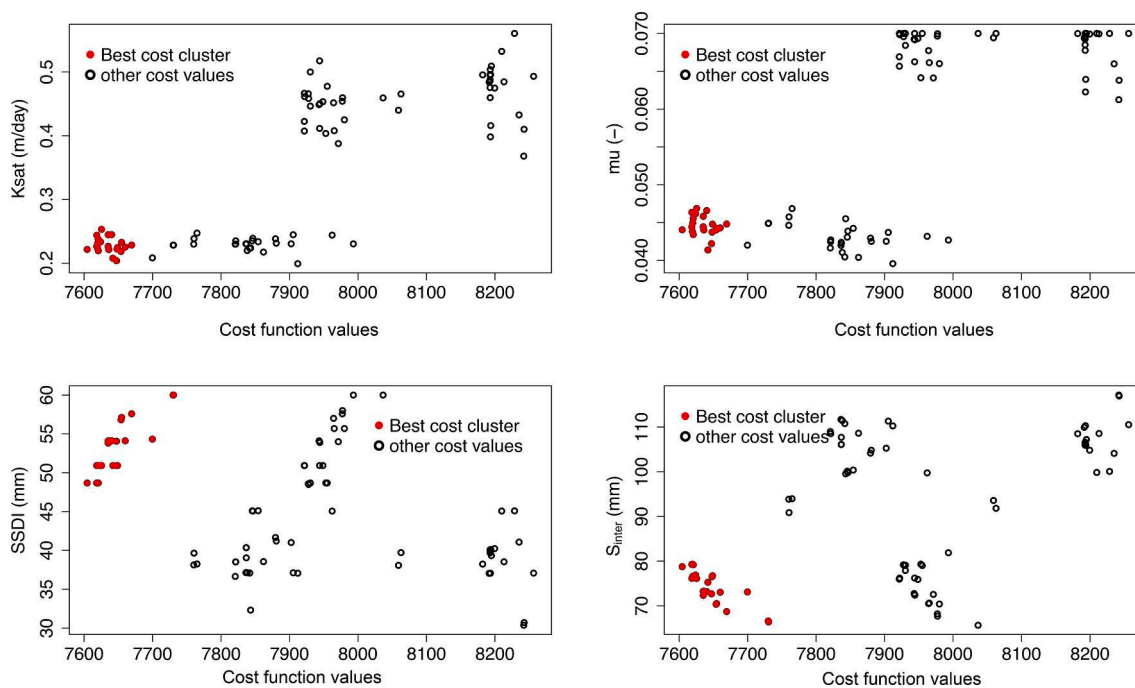 Ksat (m/day)
0.5
0.4
0.3
0.2
Best cost cluster
other cost values
7600 7700 7800 7900 8000 8100 8200
Cost function values
mu (−)
0.070
0.060
0.050
0.040
Best cost cluster
other cost values
7600 7700 7800 7900 8000 8100 8200
Cost function values
SSDI (mm)
60
55
50
45
40
35
30
Best cost cluster
other cost values
7600 7700 7800 7900 8000 8100 8200
Cost function values
Sinter (mm)
110
100
90
80
70
Best cost cluster
other cost values
7600 7700 7800 7900 8000 8100 8200
Cost function values